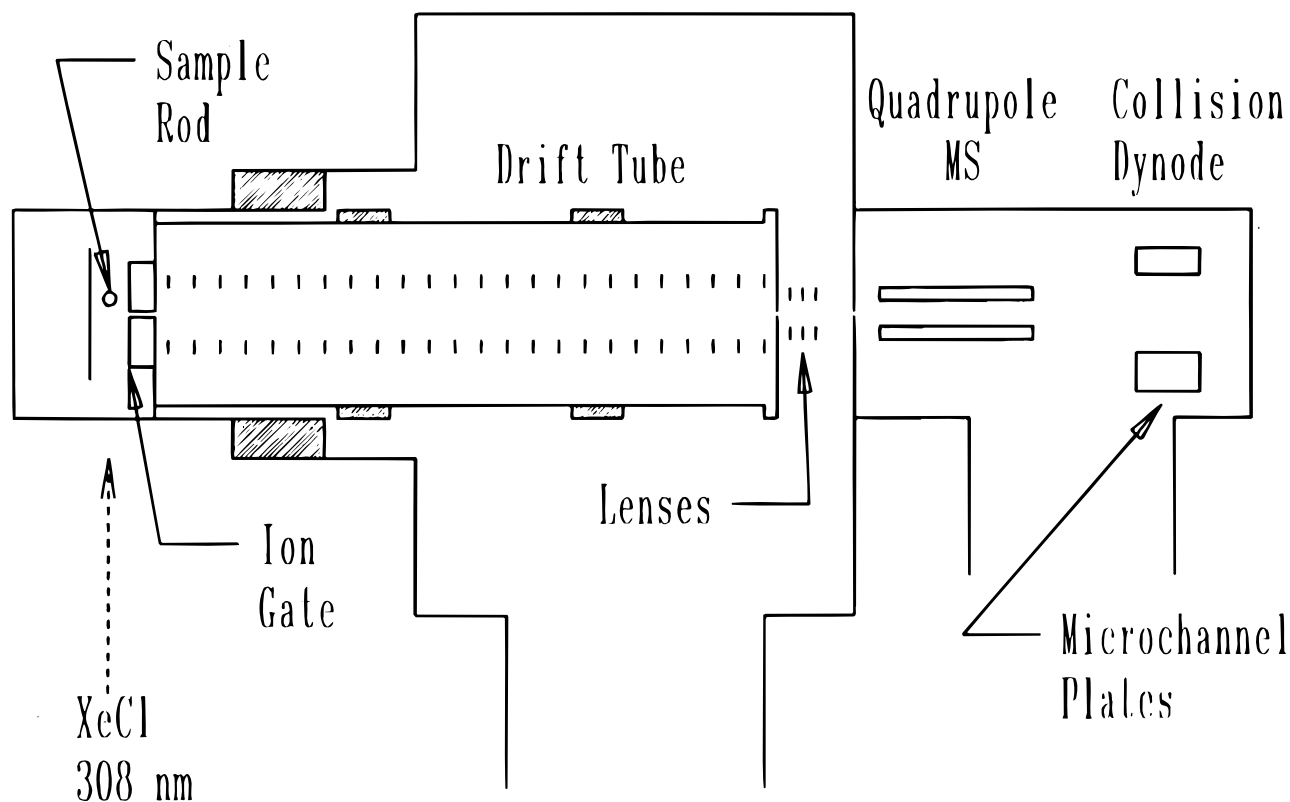 Sample
Rod
Drift Tube
Quadrupole
MS
Collision
Dynode
Lenses
Ion
Gate
Microchannel
Plates
XeCl
308 nm